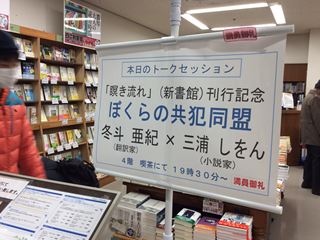 満員御礼
本日のトークセッション
「瞑き流れ」(新書館)刊行記念
ぼくらの共犯同盟
冬斗 亜紀 × 三浦 しをん
(翻訳家) (小説家)
4階 喫茶にて 19時30分~
満員御礼